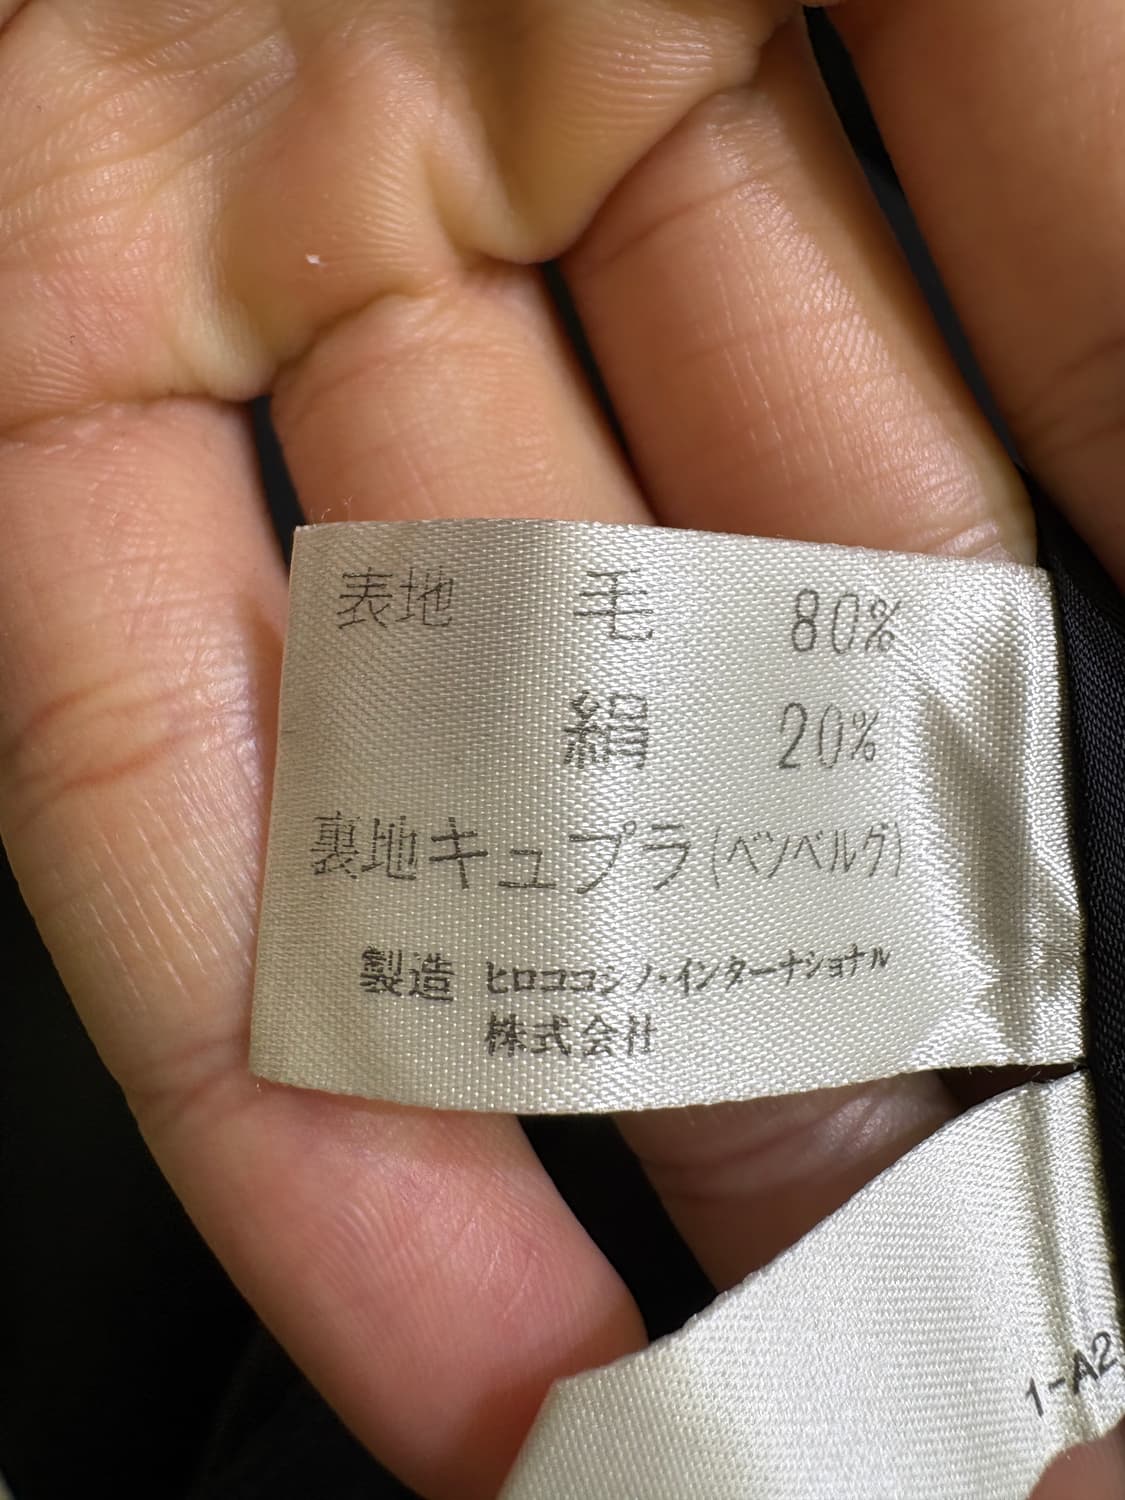 表地 毛 80%
絹 20%
裏地キュプラ(ベンベルグ)
製造 ヒロココシノ・インターナショナル
株式会社
1-A2